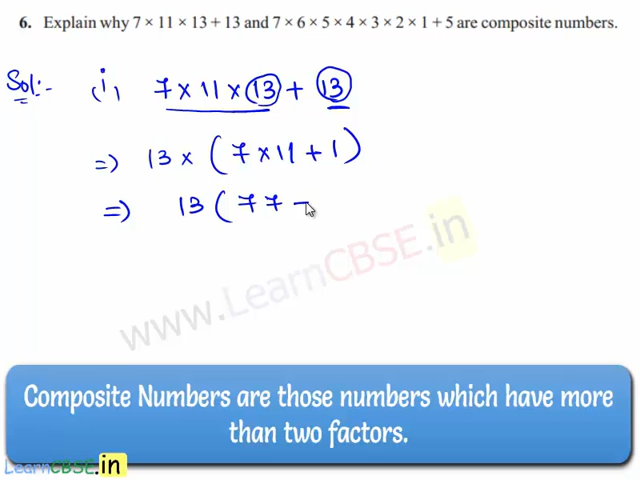 6. Explain why 7 × 11 × 13 + 13 and 7 × 6 × 5 × 4 × 3 × 2 × 1 + 5 are composite numbers.
Sol:- (i) 7 × 11 × 13 + 13
=> 13 × ( 7 × 11 + 1 )
=> 13 ( 77 -
www.LearnCBSE.in
Composite Numbers are those numbers which have more
than two factors.
LearnCBSE.in